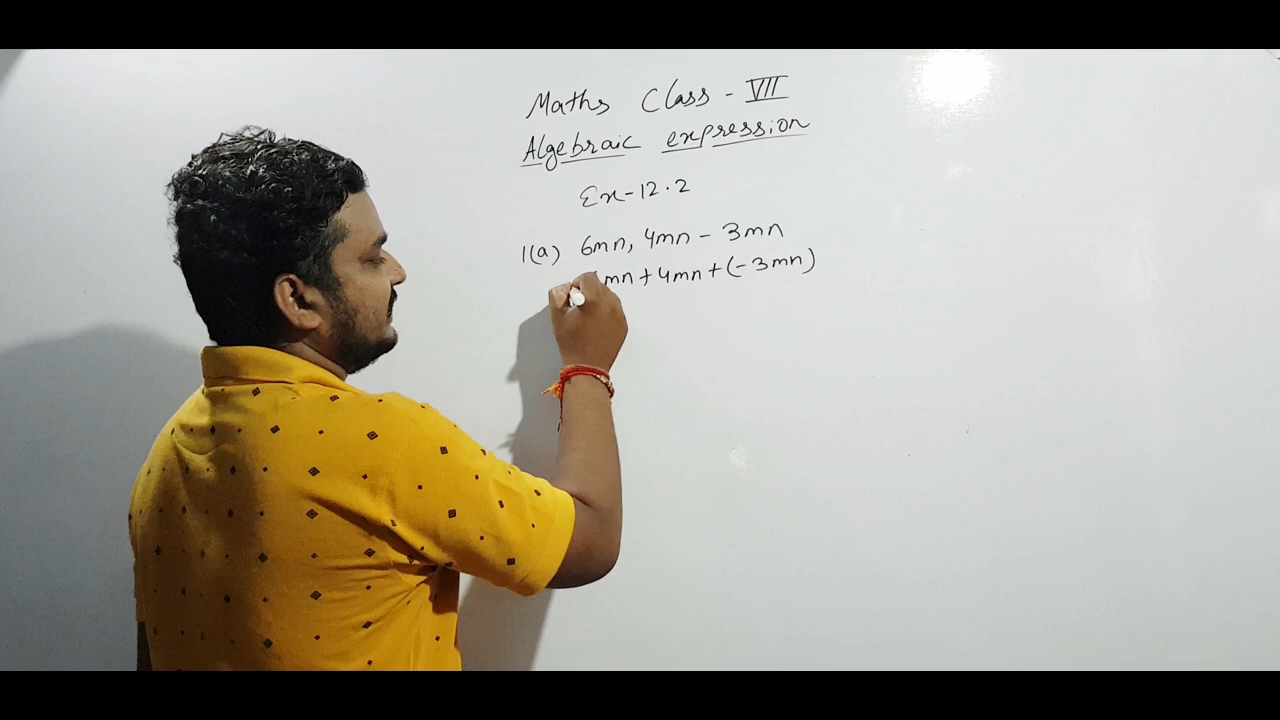 Maths Class - VII
Algebraic expression
Ex-12.2
1(a) 6mn, 4mn - 3mn
mn + 4mn + (-3mn)